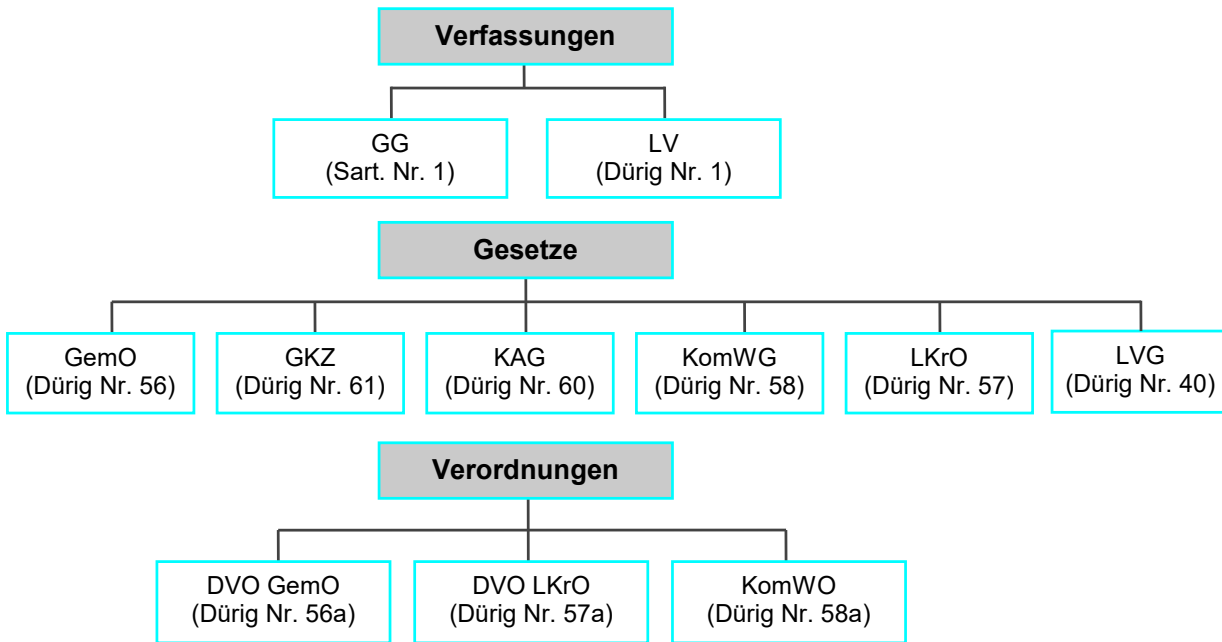 Verfassungen
GG
(Sart. Nr. 1)
LV
(Dürig Nr. 1)
Gesetze
GemO
(Dürig Nr. 56)
GKZ
(Dürig Nr. 61)
KAG
(Dürig Nr. 60)
KomWG
(Dürig Nr. 58)
LKrO
(Dürig Nr. 57)
LVG
(Dürig Nr. 40)
Verordnungen
DVO GemO
(Dürig Nr. 56a)
DVO LKrO
(Dürig Nr. 57a)
KomWO
(Dürig Nr. 58a)